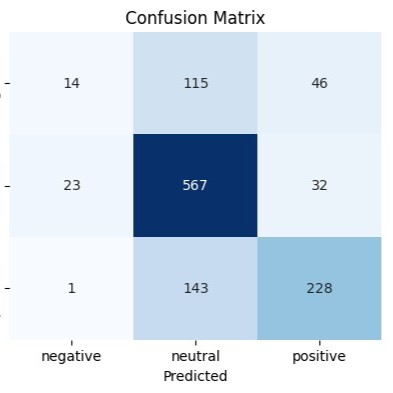 Confusion Matrix
14 115 46
23 567 32
1 143 228
negative neutral positive
Predicted